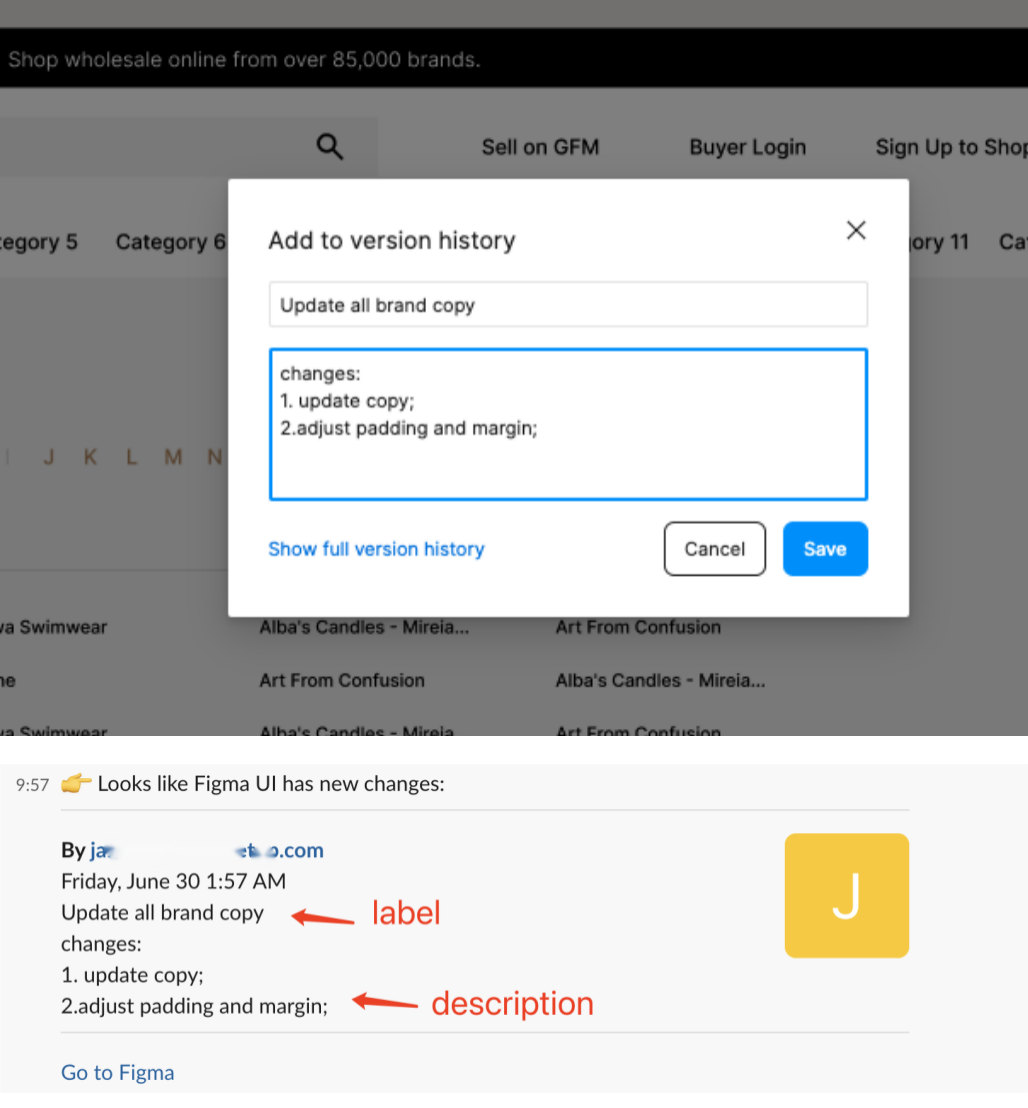 Shop wholesale online from over 85,000 brands.
Sell on GFM Buyer Login Sign Up to Shop
tegory 5 Category 6 ory 11 Ca
Add to version history
Update all brand copy
changes:
1. update copy;
2.adjust padding and margin;
J K L M N
Show full version history Cancel Save
va Swimwear Alba's Candles - Mireia... Art From Confusion
ne Art From Confusion Alba's Candles - Mireia...
va Swimwear Alba's Candles - Mireia Art From Confusion
9:57 👉 Looks like Figma UI has new changes:
By ja .com
Friday, June 30 1:57 AM
Update all brand copy label
changes:
1. update copy;
2.adjust padding and margin; description
J
Go to Figma